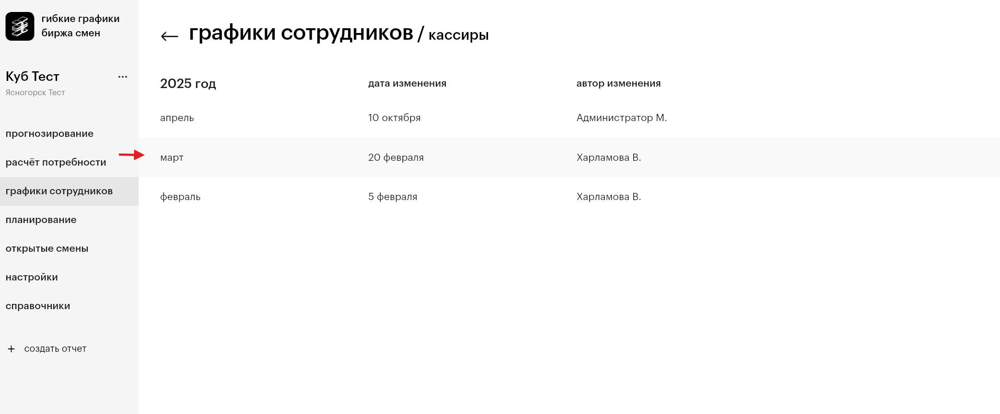 гибкие графики
биржа смен
Куб Тест
...
Ясногорск Тест
прогнозирование
расчёт потребности
графики сотрудников
планирование
открытые смены
настройки
справочники
+ создать отчет
← графики сотрудников / кассиры
2025 год дата изменения автор изменения
апрель 10 октября Администратор М.
март 20 февраля Харламова В.
февраль 5 февраля Харламова В.